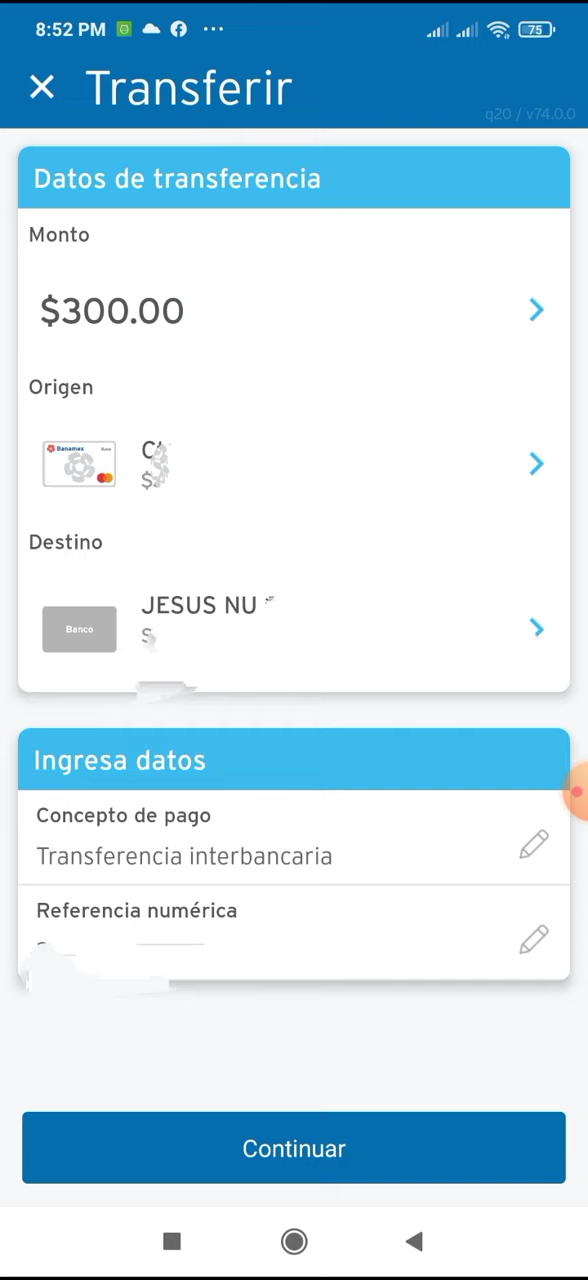 8:52 PM 75
Transferir
q20 / v74.0.0
Datos de transferencia
Monto
$300.00
Origen
Banamex
$
Destino
JESUS NU
Banco
Ingresa datos
Concepto de pago
Transferencia interbancaria
Referencia numérica
Continuar